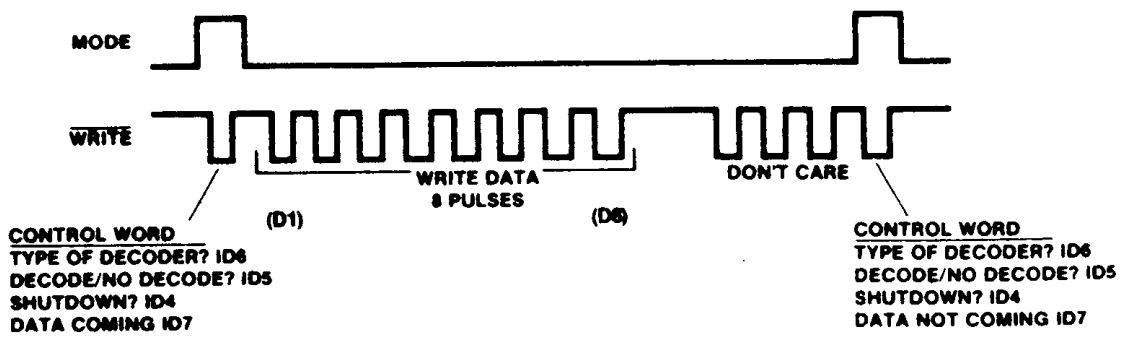 MODE
WRITE
WRITE DATA
8 PULSES
DON'T CARE
(D1)
(D8)
CONTROL WORD
TYPE OF DECODER? ID6
DECODE/NO DECODE? ID5
SHUTDOWN? ID4
DATA COMING ID7
CONTROL WORD
TYPE OF DECODER? ID6
DECODE/NO DECODE? ID5
SHUTDOWN? ID4
DATA NOT COMING ID7